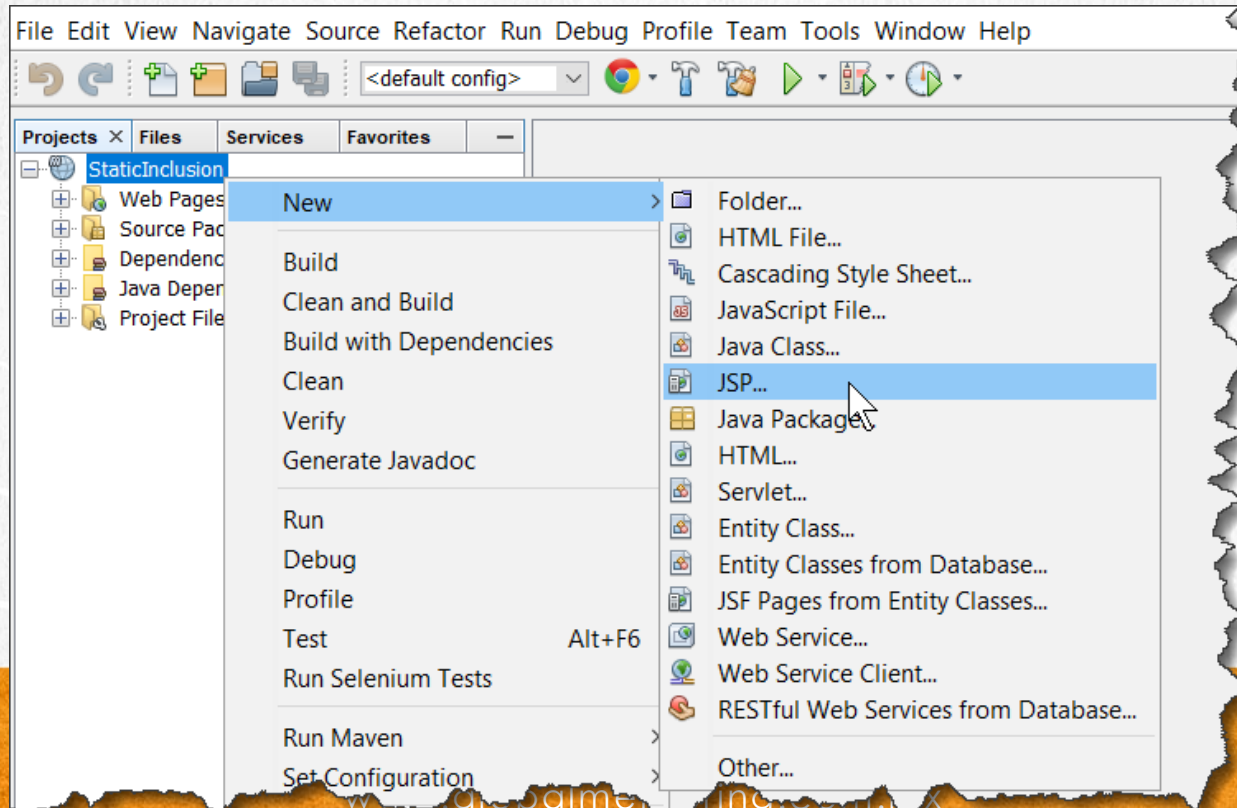 File Edit View Navigate Source Refactor Run Debug Profile Team Tools Window Help
<default config>
Projects Files Services Favorites
StaticInclusion
Web Pages
Source Pac
Dependenc
Java Deper
Project File
New
Build
Clean and Build
Build with Dependencies
Clean
Verify
Generate Javadoc
Run
Debug
Profile
Test Alt+F6
Run Selenium Tests
Run Maven
Set Configuration
Folder...
HTML File...
Cascading Style Sheet...
JavaScript File...
Java Class...
JSP...
Java Package
HTML...
Servlet...
Entity Class...
Entity Classes from Database...
JSF Pages from Entity Classes...
Web Service...
Web Service Client...
RESTful Web Services from Database...
Other...